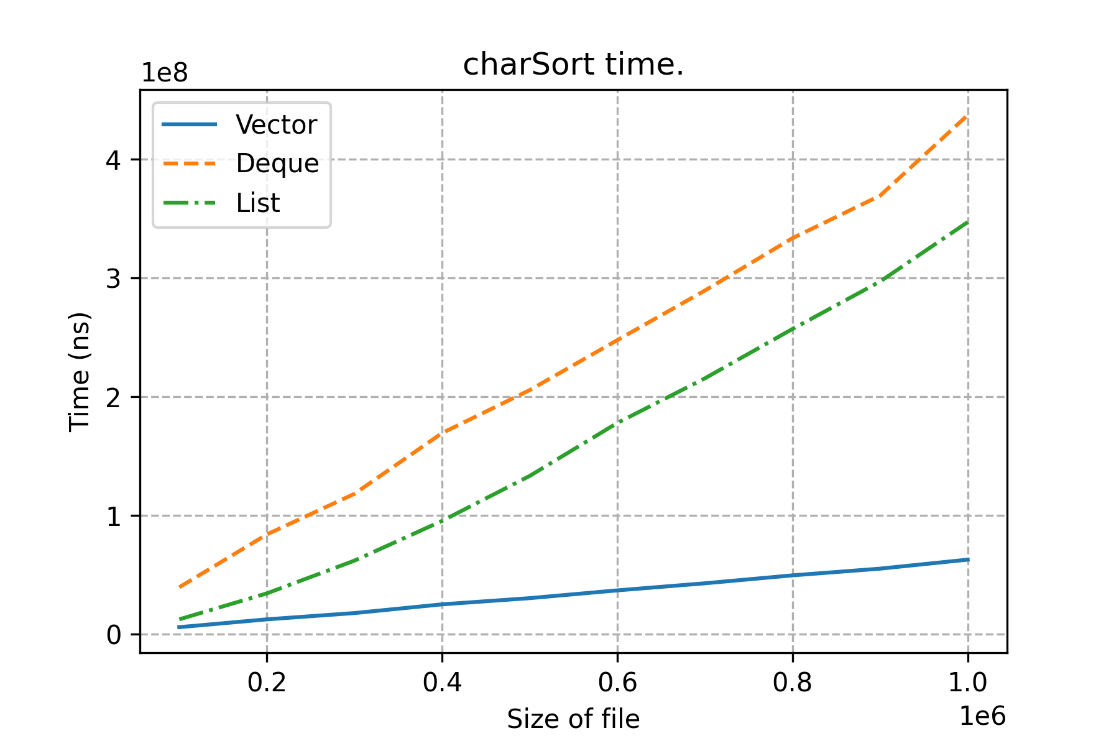 charSort time.
1e8
Vector
Deque
List
4
3
2
1
0
Time (ns)
0.2 0.4 0.6 0.8 1.0
Size of file
1e6